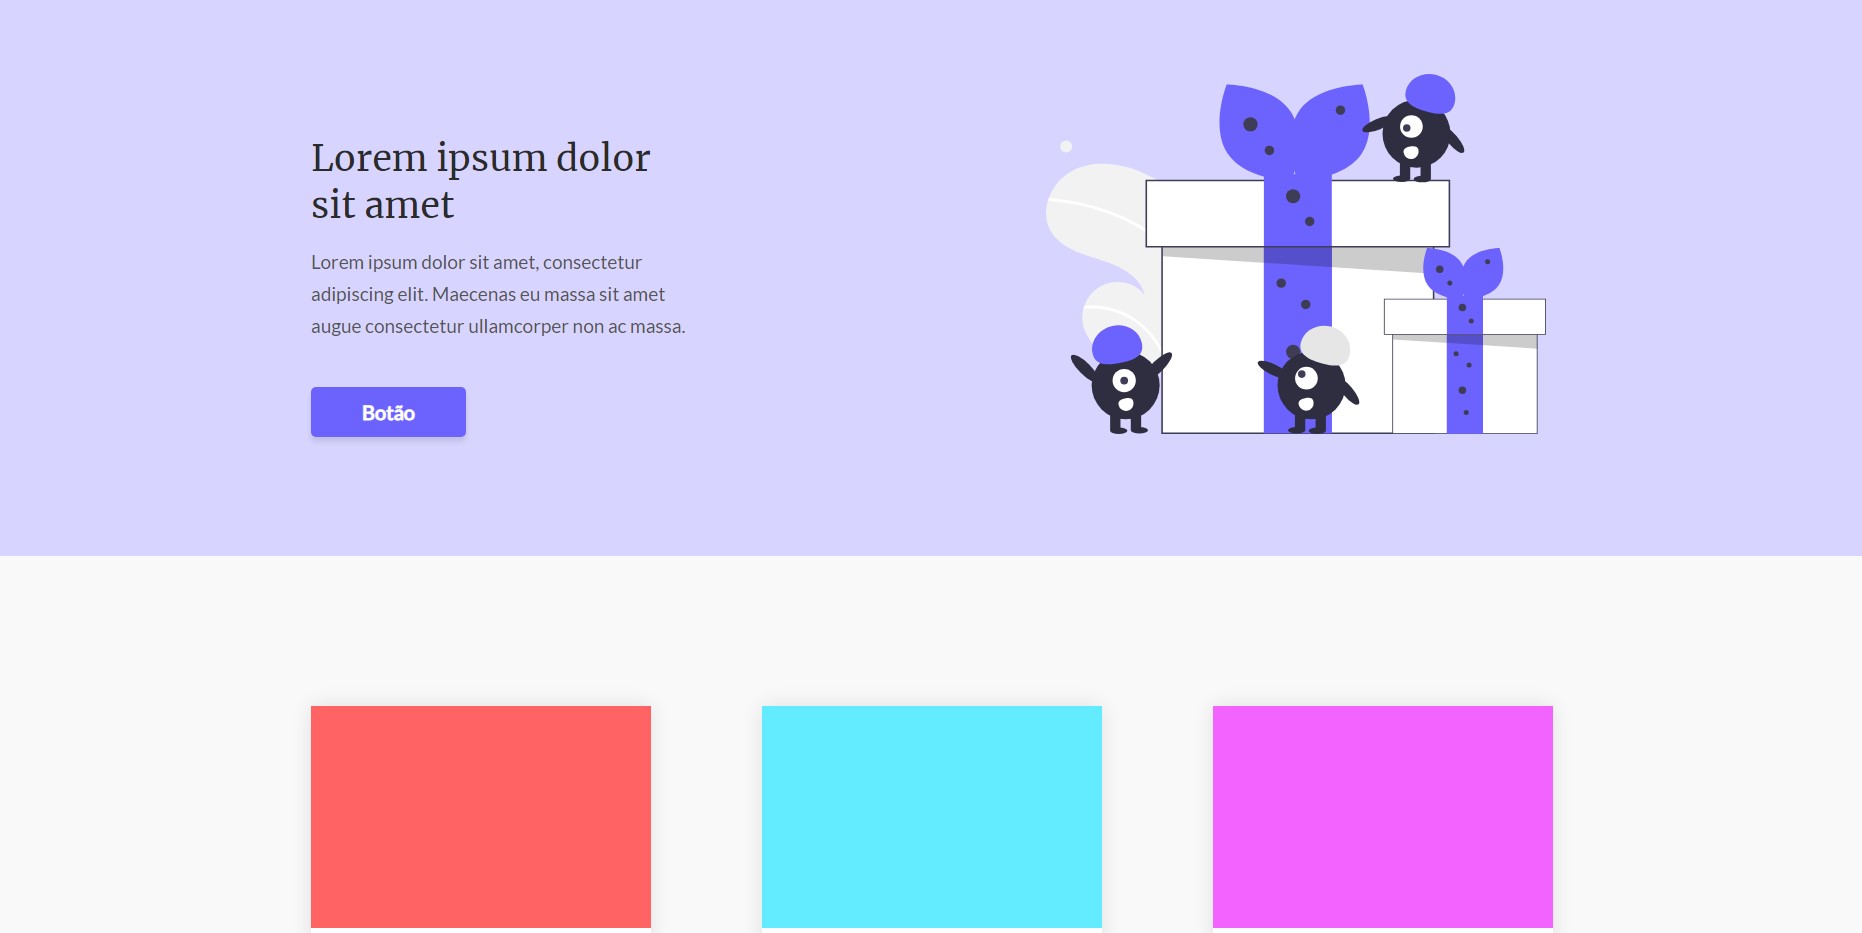 Lorem ipsum dolor
sit amet
Lorem ipsum dolor sit amet, consectetur
adipiscing elit. Maecenas eu massa sit amet
augue consectetur ullamcorper non ac massa.
Botão